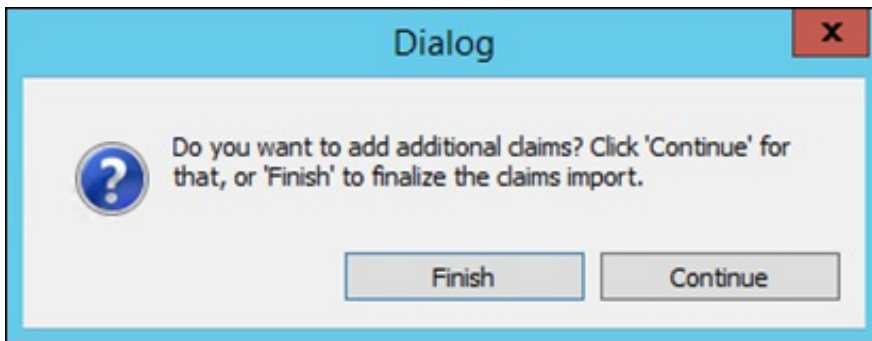 Dialog
x
Do you want to add additional claims? Click 'Continue' for
that, or 'Finish' to finalize the claims import.
Finish
Continue